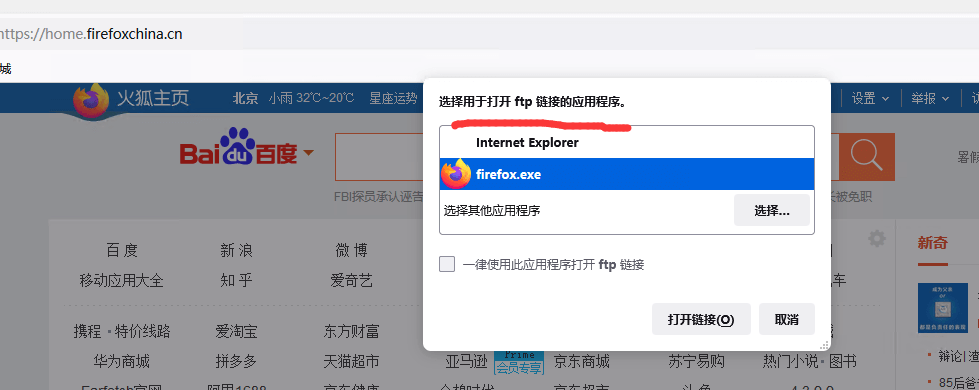 https://home.firefoxchina.cn
城
火狐主页 北京 小雨 32℃~20℃ 星座运势 设置 举报
选择用于打开 ftp 链接的应用程序。
Internet Explorer
firefox.exe
选择其他应用程序 选择...
一律使用此应用程序打开 ftp 链接
打开链接(O) 取消
Bai du 百度
暑假
FBI探员承认诬告 长被免职
新奇
百 度 新 浪 微 博
移动应用大全 知 乎 爱奇艺 车
携程・特价线路 爱淘宝 东方财富
华为商城 拼多多 天猫超市 亚马逊 Prime [会员专享] 京东商城 苏宁易购 热门小说・图书
辩论
85后爸